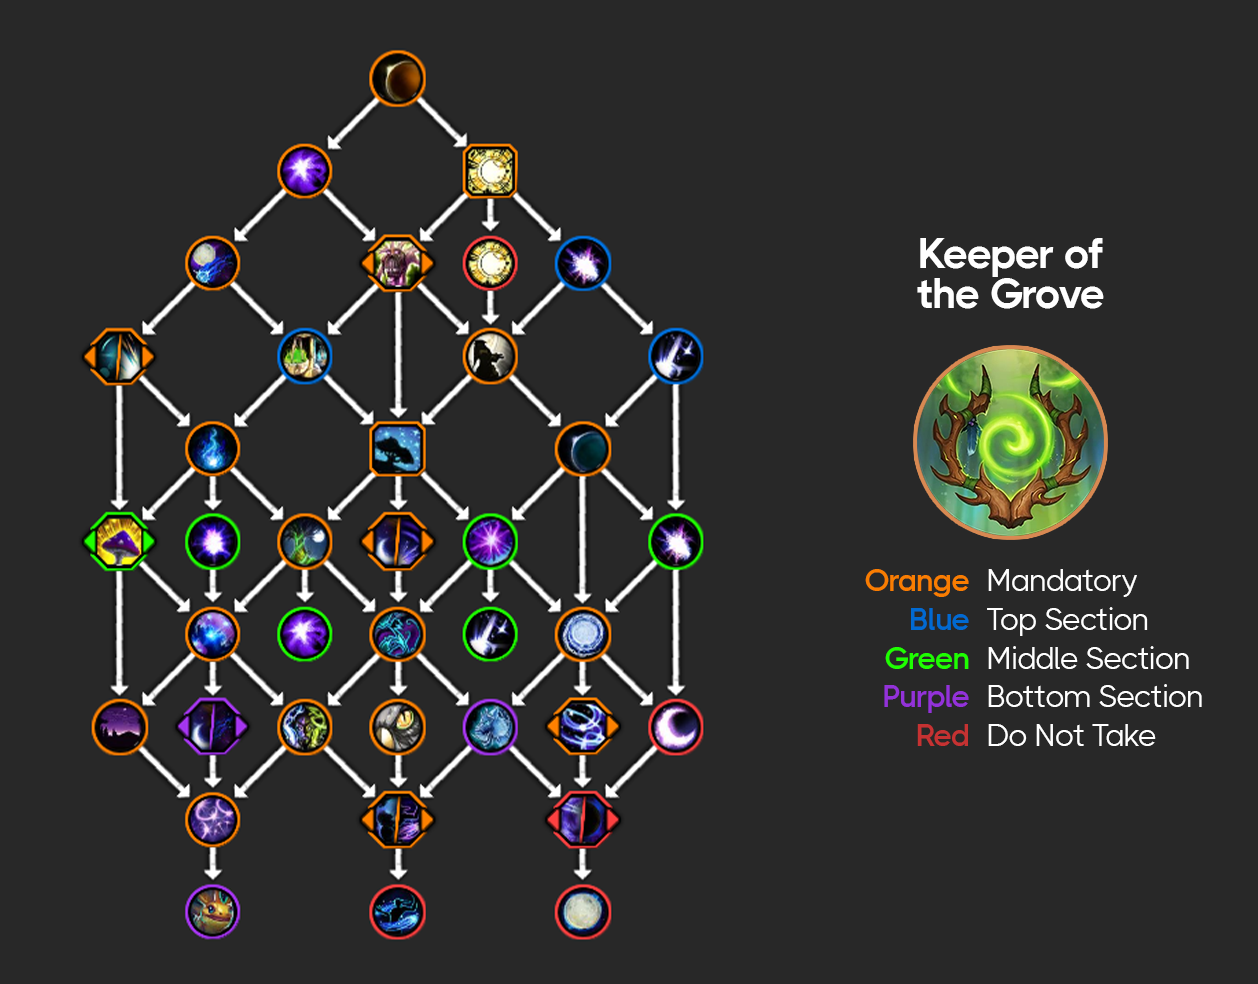 Keeper of
the Grove
Orange Mandatory
Blue Top Section
Green Middle Section
Purple Bottom Section
Red Do Not Take